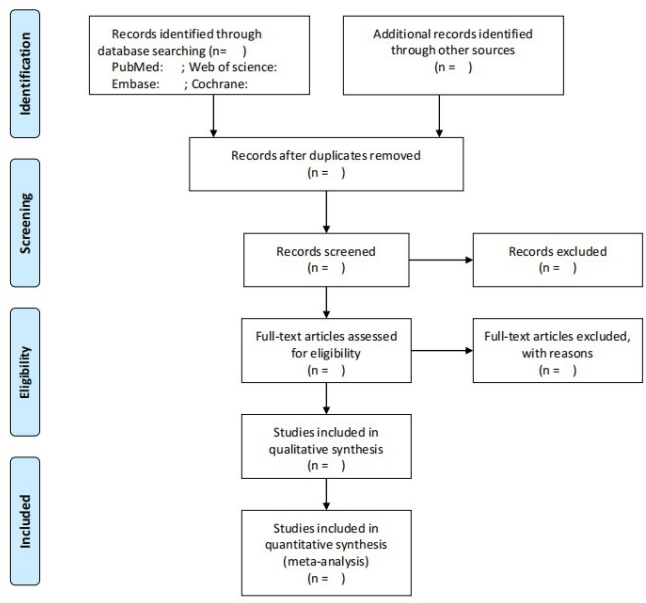 Identification
Records identified through
database searching (n= )
PubMed: ; Web of science:
Embase: ; Cochrane:
Additional records identified
through other sources
(n = )
Records after duplicates removed
(n = )
Screening
Records screened
(n = )
Records excluded
(n = )
Eligibility
Full-text articles assessed
for eligibility
(n = )
Full-text articles excluded,
with reasons
(n = )
Studies included in
qualitative synthesis
(n = )
Included
Studies included in
quantitative synthesis
(meta-analysis)
(n = )